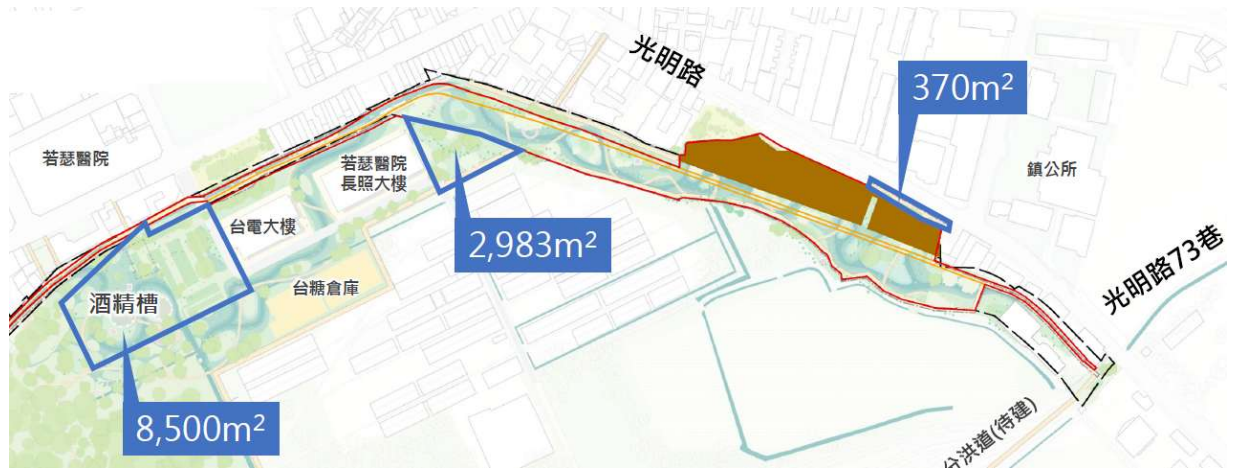 光明路
370m²
若瑟醫院
若瑟醫院
長照大樓
鎮公所
台電大樓
2,983m²
台糖倉庫
酒精槽
光明路73巷
8,500m²
分洪道(待建)